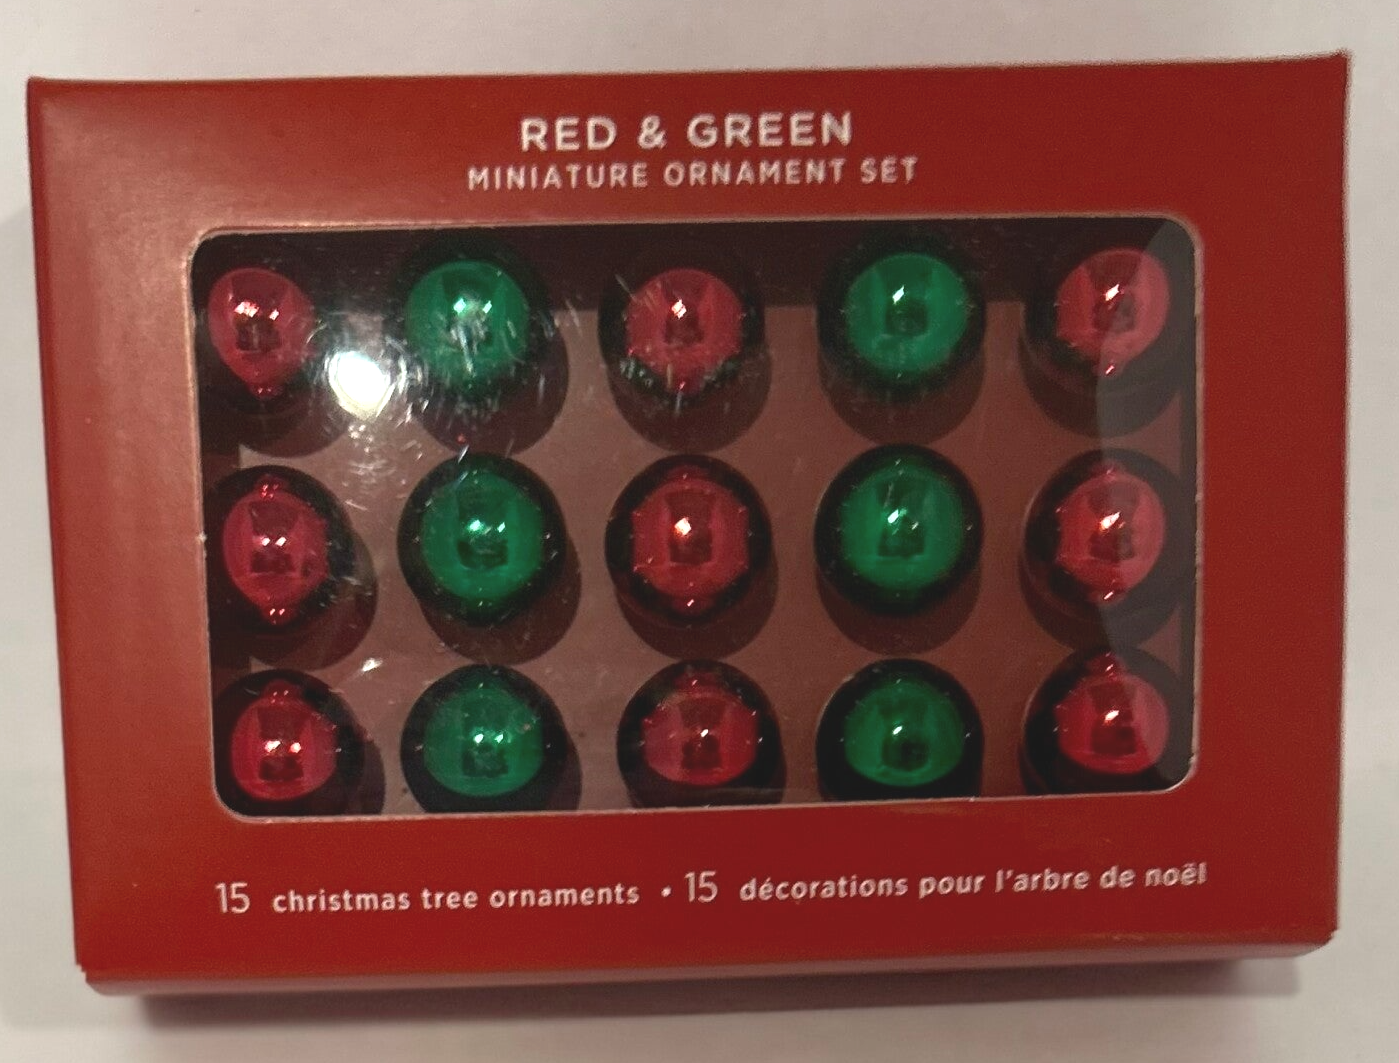 RED & GREEN
MINIATURE ORNAMENT SET
15 christmas tree ornaments • 15 décorations pour l'arbre de noël